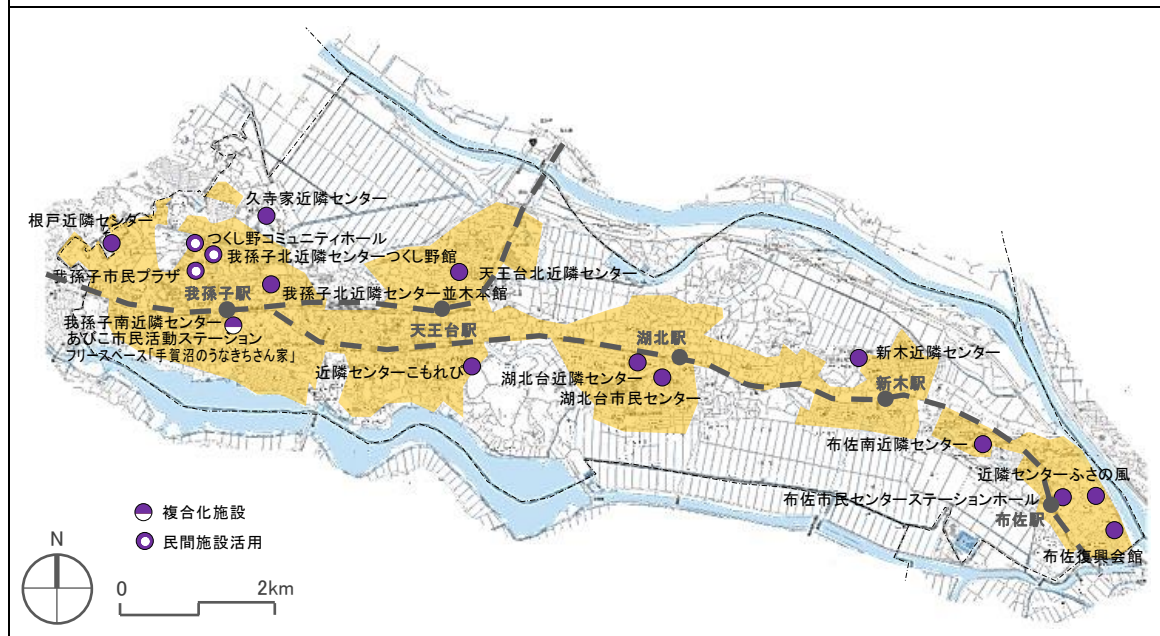 久寺家近隣センター
根戸近隣センター
つくし野コミュニティホール
我孫子北近隣センターつくし野館
我孫子市民プラザ
天王台北近隣センター
我孫子駅
我孫子北近隣センター並木本館
我孫子南近隣センター
あびこ市民活動ステーション
フリースペース「手賀沼のうなきちさん家」
天王台駅
湖北駅
近隣センターこもれび
湖北台近隣センター
湖北台市民センター
新木近隣センター
新木駅
布佐南近隣センター
近隣センターふさの風
布佐市民センターステーションホール
布佐駅
布佐復興会館
複合化施設
民間施設活用
N
0 2km